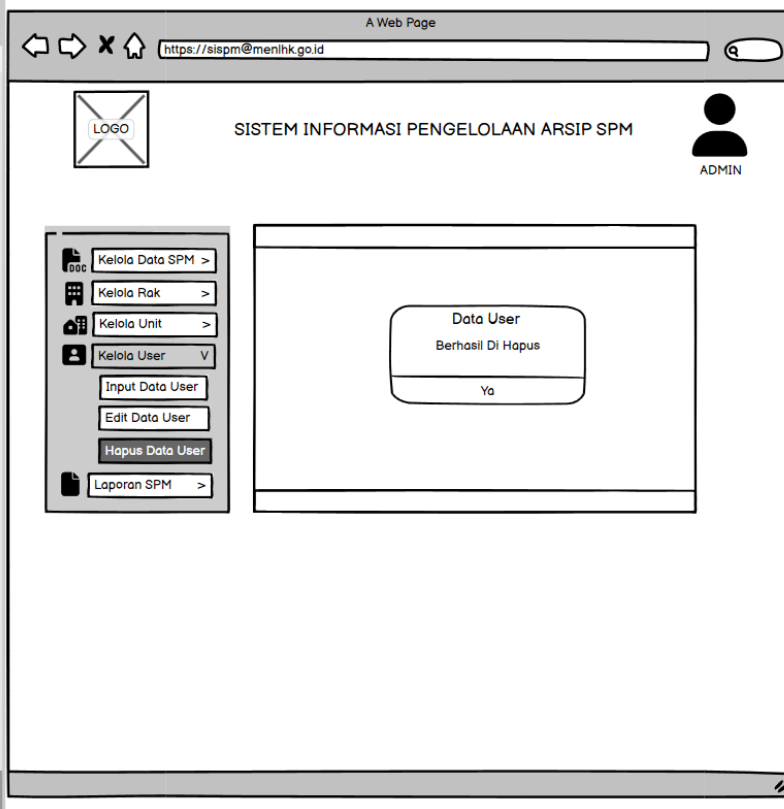 A Web Page
https://sispm@menlhk.go.id
LOGO
SISTEM INFORMASI PENGELOLAAN ARSIP SPM
ADMIN
DOC
Kelola Data SPM >
Kelola Rak >
Kelola Unit >
Kelola User V
Input Data User
Edit Data User
Hapus Data User
Laporan SPM >
Data User
Berhasil Di Hapus
Ya